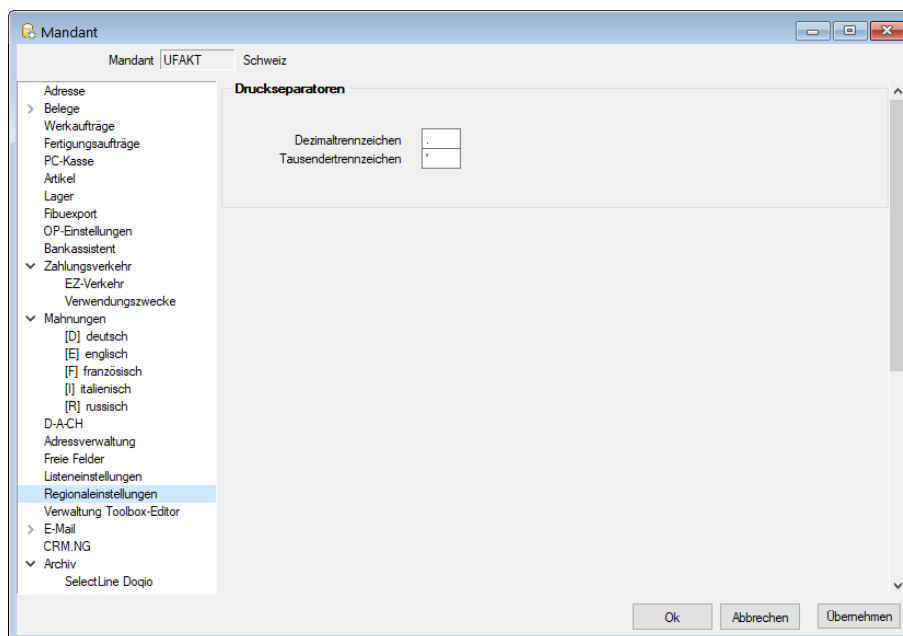 Mandant
Mandant UFAKT Schweiz
Adresse
Belege
Werkaufträge
Fertigungsaufträge
PC-Kasse
Artikel
Lager
Fibuexport
OP-Einstellungen
Bankassistent
Zahlungsverkehr
EZ-Verkehr
Verwendungszwecke
Mahnungen
[D] deutsch
[E] englisch
[F] französisch
[I] italienisch
[R] russisch
D-A-CH
Adressverwaltung
Freie Felder
Listeneinstellungen
Regionaleinstellungen
Verwaltung Toolbox-Editor
E-Mail
CRM.NG
Archiv
SelectLine Doqio
Druckseparatoren
Dezimaltrennzeichen .
Tausendertrennzeichen '
Ok Abbrechen Übernehmen